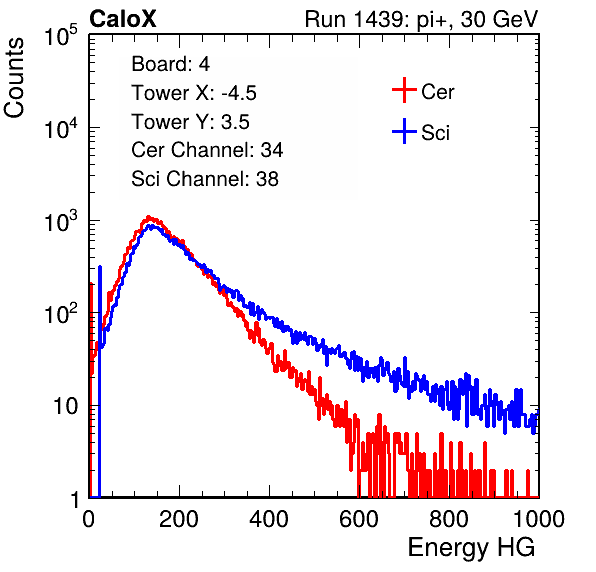 CaloX
Run 1439: pi+, 30 GeV
Counts
Board: 4
Tower X: -4.5
Tower Y: 3.5
Cer Channel: 34
Sci Channel: 38
Cer
Sci
10^5
10^4
10^3
10^2
10
1
0 200 400 600 800 1000
Energy HG